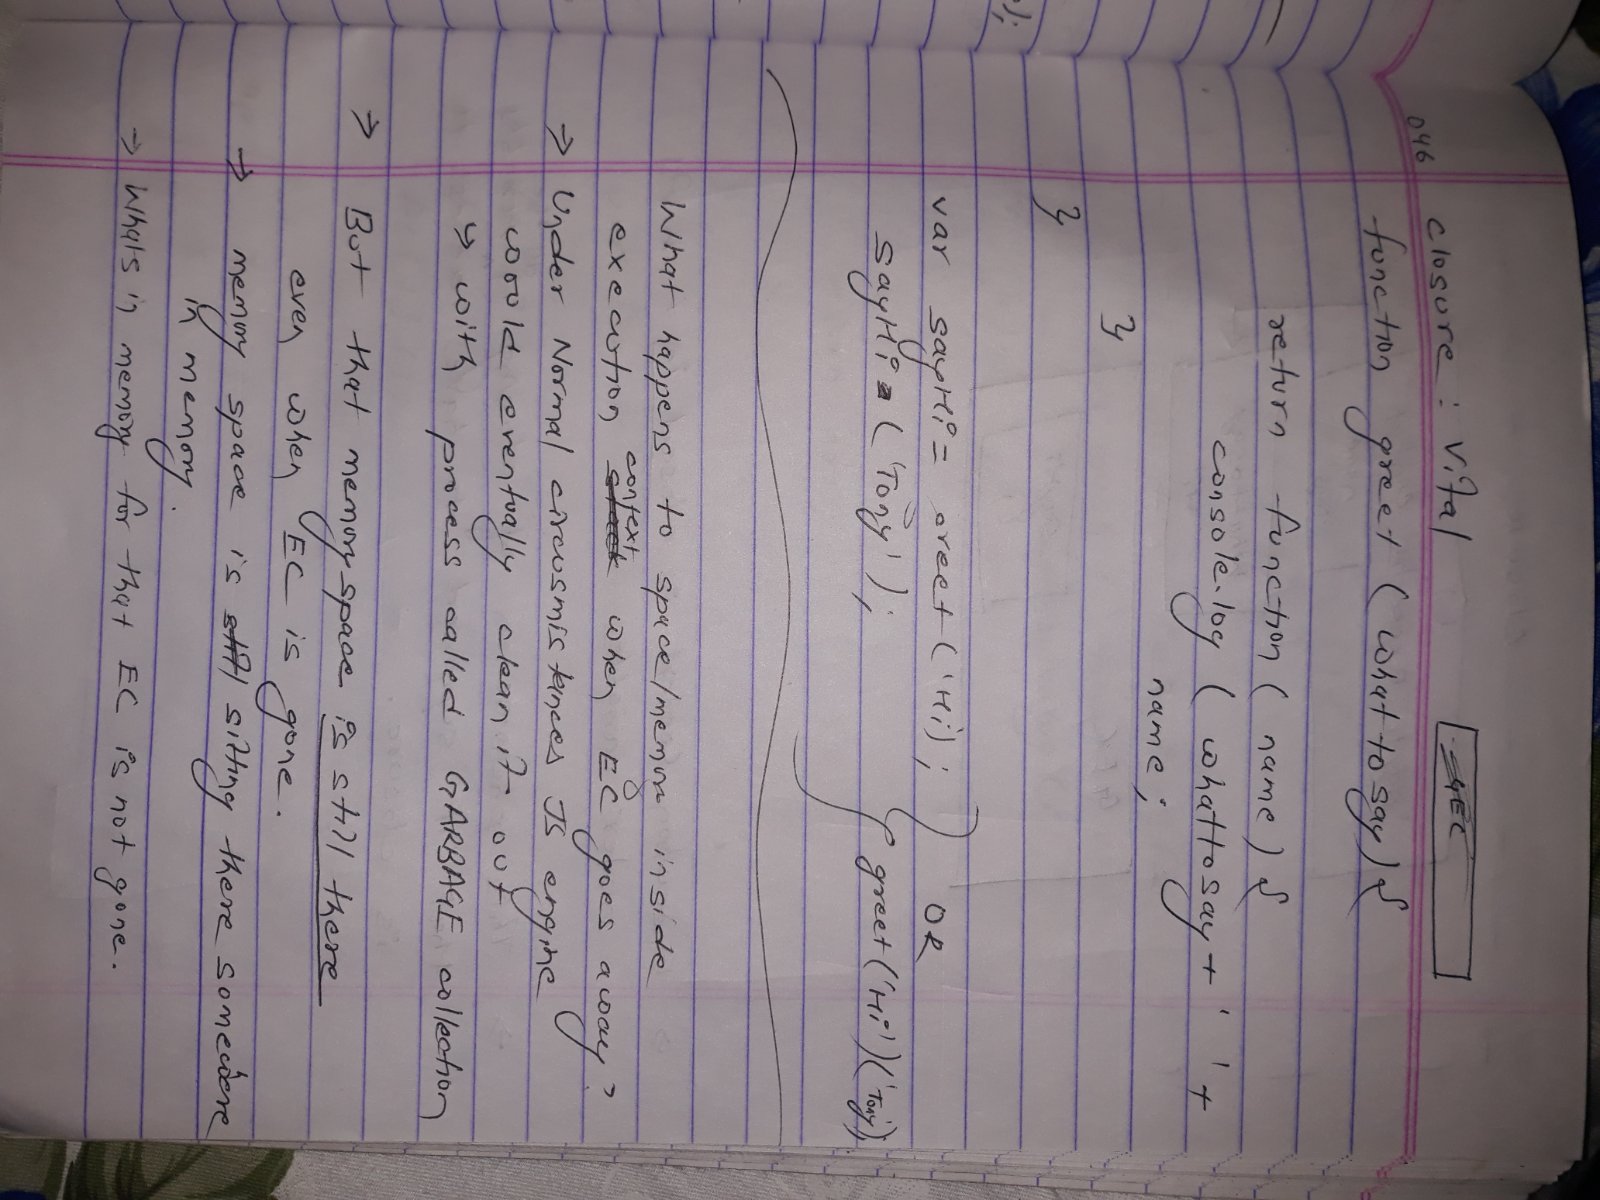 046 closure : Vital
GEC
function greet ( whattosay) {
return function ( name ) {
console.log ( whattosay + ' ' +
name ;
}
}
var sayHi = greet ('Hi) ;
sayHi ('Tony') ;
OR
greet('Hi')('Tony');
What happens to space/memory inside
execution context when EC goes away?
→ Under Normal circusmistances JS engine
would eventually clean it out
↳ with process called GARBAGE collection
→ But that memory space is still there
even when EC is gone.
→ memory space is still sitting there somewhere
in memory.
→ Whats in memory for that EC is not gone.
);